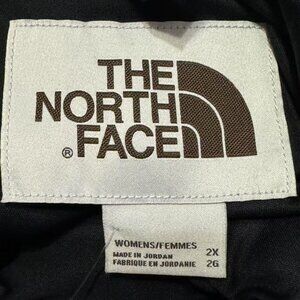 THE
NORTH
® FACE
WOMENS/FEMMES 2X
MADE IN JORDAN
FABRIQUE EN JORDANIE 2G